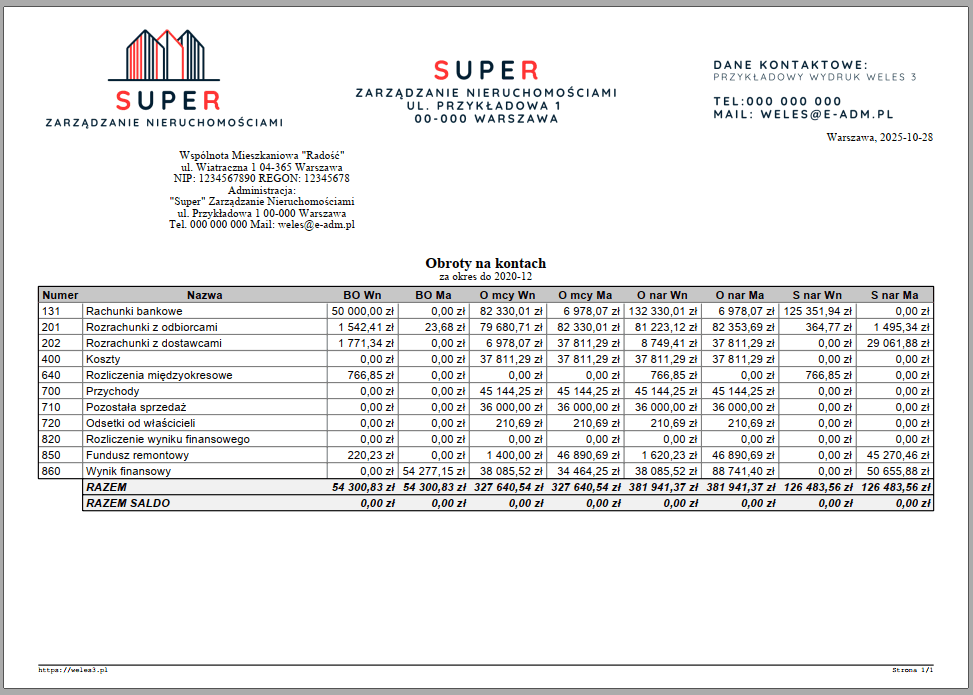 SUPER
ZARZĄDZANIE NIERUCHOMOŚCIAMI
SUPER
ZARZĄDZANIE NIERUCHOMOŚCIAMI
UL. PRZYKŁADOWA 1
00-000 WARSZAWA
DANE KONTAKTOWE:
PRZYKŁADOWY WYDRUK WELES 3
TEL:000 000 000
MAIL: WELES@E-ADM.PL
Warszawa, 2025-10-28
Wspólnota Mieszkaniowa "Radość"
ul. Wiatraczna 1 04-365 Warszawa
NIP: 1234567890 REGON: 12345678
Administracja:
"Super" Zarządzanie Nieruchomościami
ul. Przykładowa 1 00-000 Warszawa
Tel. 000 000 000 Mail: weles@e-adm.pl
Obroty na kontach
za okres do 2020-12
Numer Nazwa BO Wn BO Ma O mcy Wn O mcy Ma O nar Wn O nar Ma S nar Wn S nar Ma
131 Rachunki bankowe 50 000,00 zł 0,00 zł 82 330,01 zł 6 978,07 zł 132 330,01 zł 6 978,07 zł 125 351,94 zł 0,00 zł
201 Rozrachunki z odbiorcami 1 542,41 zł 23,68 zł 79 680,71 zł 82 330,01 zł 81 223,12 zł 82 353,69 zł 364,77 zł 1 495,34 zł
202 Rozrachunki z dostawcami 1 771,34 zł 0,00 zł 6 978,07 zł 37 811,29 zł 8 749,41 zł 37 811,29 zł 0,00 zł 29 061,88 zł
400 Koszty 0,00 zł 0,00 zł 37 811,29 zł 37 811,29 zł 37 811,29 zł 37 811,29 zł 0,00 zł 0,00 zł
640 Rozliczenia międzyokresowe 766,85 zł 0,00 zł 0,00 zł 0,00 zł 766,85 zł 0,00 zł 766,85 zł 0,00 zł
700 Przychody 0,00 zł 0,00 zł 45 144,25 zł 45 144,25 zł 45 144,25 zł 45 144,25 zł 0,00 zł 0,00 zł
710 Pozostała sprzedaż 0,00 zł 0,00 zł 36 000,00 zł 36 000,00 zł 36 000,00 zł 36 000,00 zł 0,00 zł 0,00 zł
720 Odsetki od właścicieli 0,00 zł 0,00 zł 210,69 zł 210,69 zł 210,69 zł 210,69 zł 0,00 zł 0,00 zł
820 Rozliczenie wyniku finansowego 0,00 zł 0,00 zł 0,00 zł 0,00 zł 0,00 zł 0,00 zł 0,00 zł 0,00 zł
850 Fundusz remontowy 220,23 zł 0,00 zł 1 400,00 zł 46 890,69 zł 1 620,23 zł 46 890,69 zł 0,00 zł 45 270,46 zł
860 Wynik finansowy 0,00 zł 54 277,15 zł 38 085,52 zł 34 464,25 zł 38 085,52 zł 88 741,40 zł 0,00 zł 50 655,88 zł
RAZEM 54 300,83 zł 54 300,83 zł 327 640,54 zł 327 640,54 zł 381 941,37 zł 381 941,37 zł 126 483,56 zł 126 483,56 zł
RAZEM SALDO 0,00 zł 0,00 zł 0,00 zł 0,00 zł 0,00 zł 0,00 zł 0,00 zł 0,00 zł
https://weles3.pl Strona 1/1